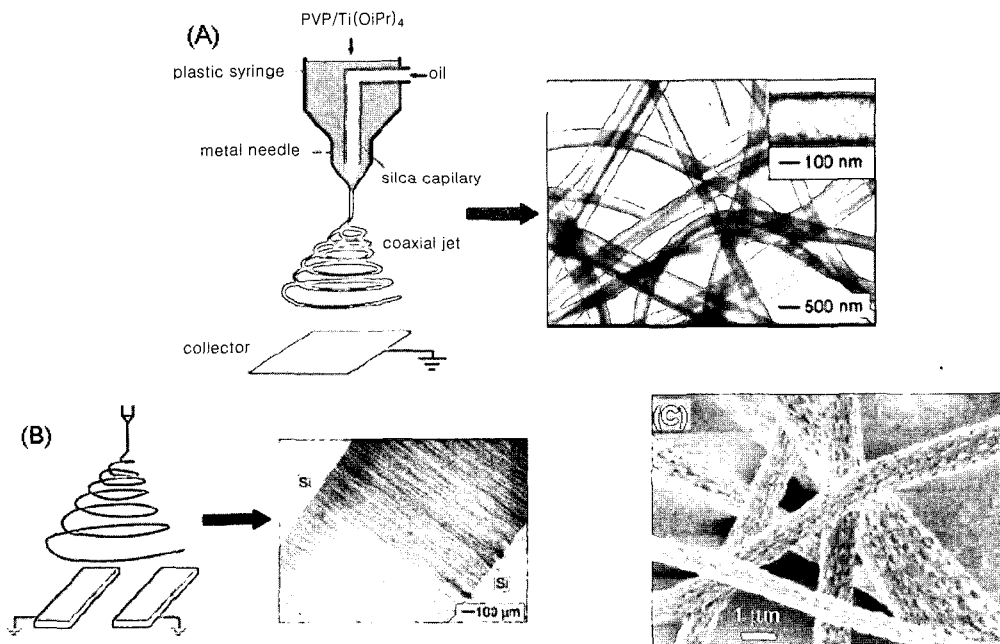 (A)
PVP/Ti(OiPr)4
plastic syringe
oil
metal needle
silca capilary
coaxial jet
collector
100 nm
500 nm
(B)
Si
Si
100 µm
(C)
1 µm